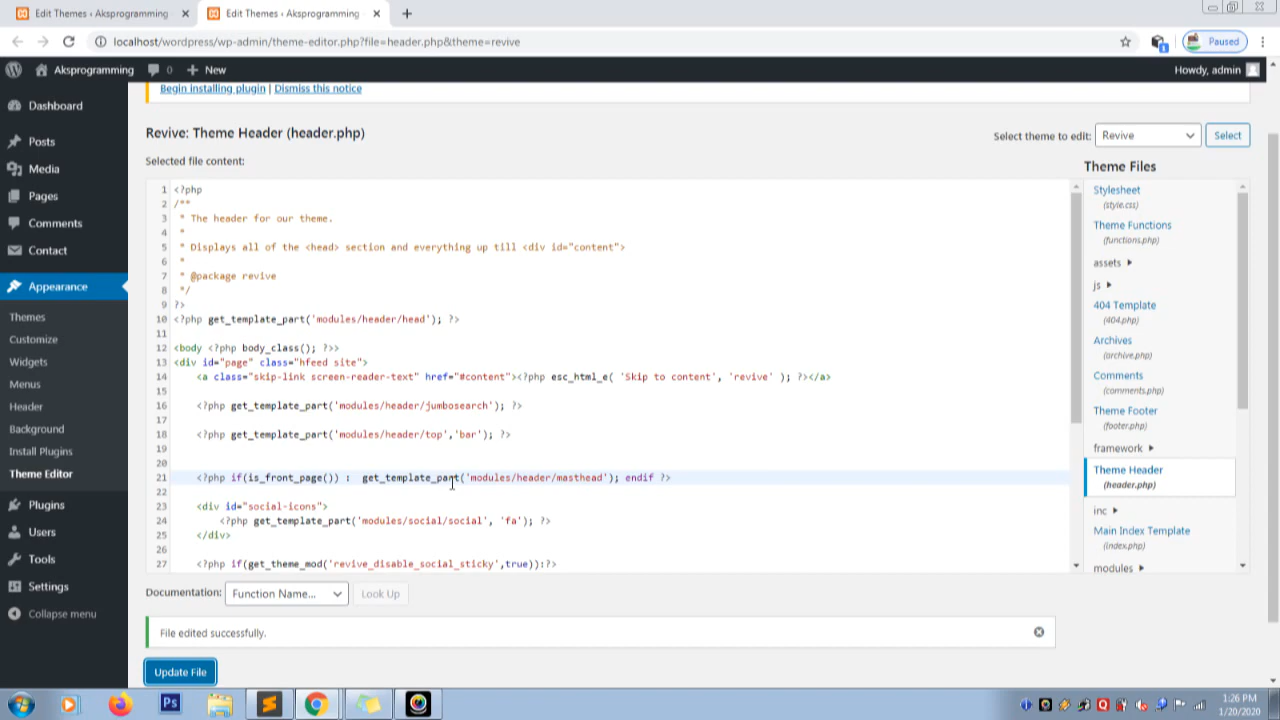 Edit Themes ‹ Aksprogramming
Edit Themes ‹ Aksprogramming
localhost/wordpress/wp-admin/theme-editor.php?file=header.php&theme=revive
Paused
Aksprogramming 0 New
Howdy, admin
Begin installing plugin | Dismiss this notice
Dashboard
Posts
Media
Pages
Comments
Contact
Appearance
Themes
Customize
Widgets
Menus
Header
Background
Install Plugins
Theme Editor
Plugins
Users
Tools
Settings
Collapse menu
Revive: Theme Header (header.php)
Select theme to edit: Revive Select
Selected file content:
1 <?php
2 /**
3 * The header for our theme.
4 *
5 * Displays all of the <head> section and everything up till <div id="content">
6 *
7 * @package revive
8 */
9 ?>
10 <?php get_template_part('modules/header/head'); ?>
11
12 <body <?php body_class(); ?>>
13 <div id="page" class="hfeed site">
14 <a class="skip-link screen-reader-text" href="#content"><?php esc_html_e( 'Skip to content', 'revive' ); ?></a>
15
16 <?php get_template_part('modules/header/jumbosearch'); ?>
17
18 <?php get_template_part('modules/header/top','bar'); ?>
19
20
21 <?php if(is_front_page()) : get_template_part('modules/header/masthead'); endif ?>
22
23 <div id="social-icons">
24 <?php get_template_part('modules/social/social', 'fa'); ?>
25 </div>
26
27 <?php if(get_theme_mod('revive_disable_social_sticky',true)):?>
Theme Files
Stylesheet
(style.css)
Theme Functions
(functions.php)
assets
js
404 Template
(404.php)
Archives
(archive.php)
Comments
(comments.php)
Theme Footer
(footer.php)
framework
Theme Header
(header.php)
inc
Main Index Template
(index.php)
modules
Documentation: Function Name... Look Up
File edited successfully.
Update File
Ps
1:26 PM
1/20/2020